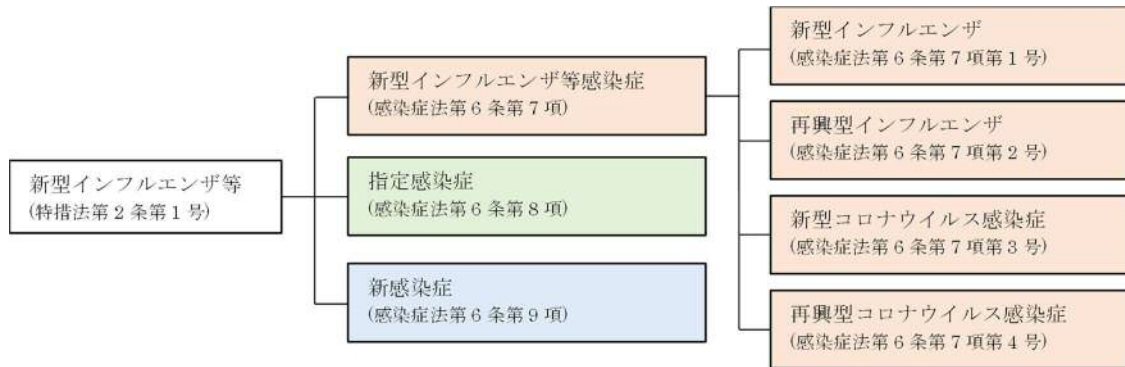 新型インフルエンザ等
(特措法第2条第1号)
新型インフルエンザ等感染症
(感染症法第6条第7項)
指定感染症
(感染症法第6条第8項)
新感染症
(感染症法第6条第9項)
新型インフルエンザ
(感染症法第6条第7項第1号)
再興型インフルエンザ
(感染症法第6条第7項第2号)
新型コロナウイルス感染症
(感染症法第6条第7項第3号)
再興型コロナウイルス感染症
(感染症法第6条第7項第4号)